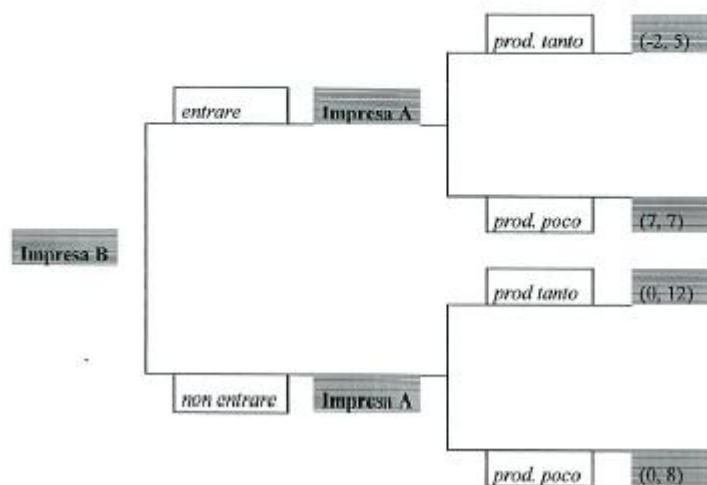 prod. tanto (-2, 5)
entrare Impresa A
prod. poco (7, 7)
Impresa B
prod tanto (0, 12)
non entrare Impresa A
prod. poco (0, 8)